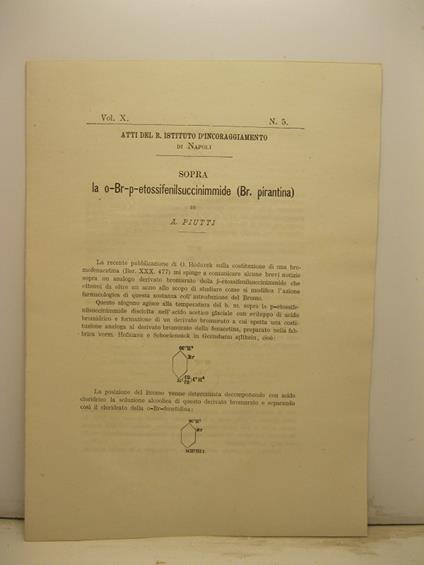 Vol. X.
N. 5.
ATTI DEL R. ISTITUTO D'INCORAGGIAMENTO
DI NAPOLI
SOPRA
la o-Br-p-etossifenilsuccinimmide (Br. pirantina)
DI
A. PIUTTI
La recente pubblicazione di O. Hodurek sulla costituzione di una bro-
mofenacetina (Ber. XXX. 477) mi spinge a comunicare alcune brevi notizie
sopra un analogo derivato bromurato della p-etossifenilsuccinimmide che
ottenni da oltre un anno allo scopo di studiare come si modifica l'azione
farmacologica di questa sostanza coll' introduzione del Bromo.
Questo alogeno agisce alla temperatura del b. m. sopra la p-etossife-
nilsuccinimmide disciolta nell'acido acetico glaciale con sviluppo di acido
bromidrico e formazione di un derivato bromurato a cui spetta una costi-
tuzione analoga al derivato bromurato della fenacetina, preparato nella fab-
brica vorm. Hofmann e Schoetensack in cioè:
Br
La posizione del Bromo venne determinata decomponendo con acido
cloridrico la soluzione alcoolica di questo derivato bromurato e separando
così il cloridrato della o-Br-fenetidina:
Br